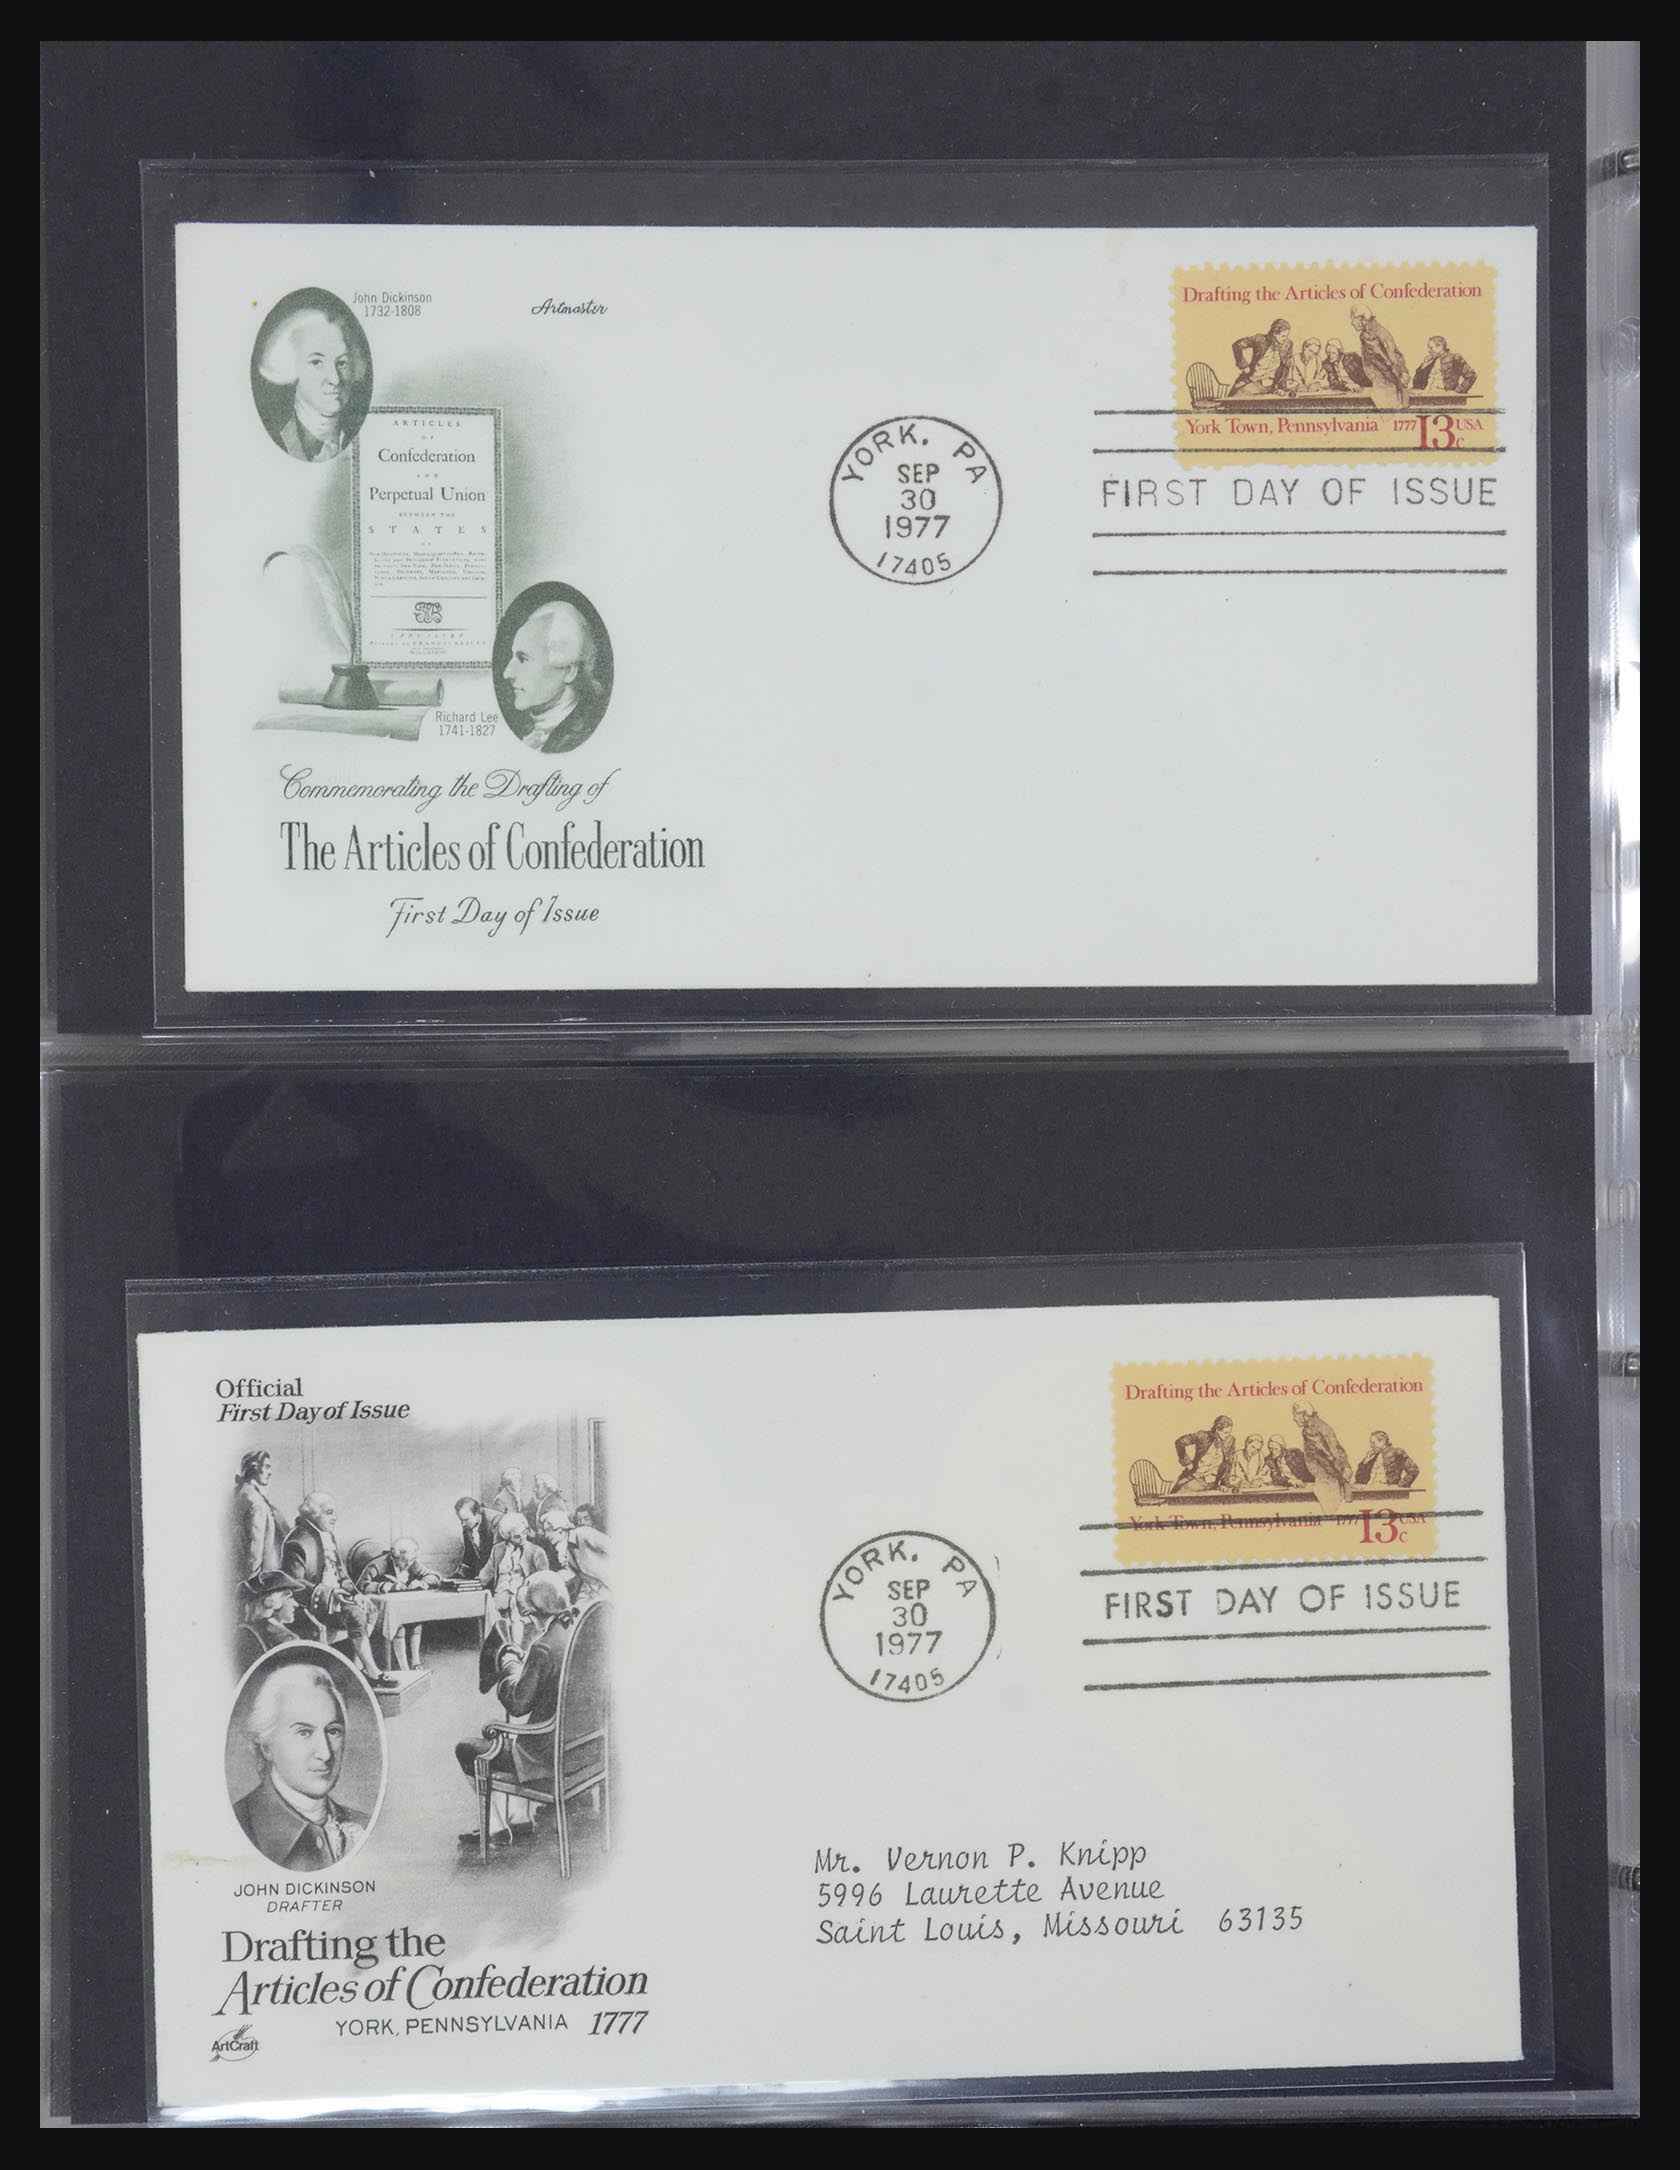 John Dickinson
1732-1808
Artmaster
ARTICLES
OF
Confederation
AND
Perpetual Union
BETWEEN THE
STATES
OF
LANCASTER
Richard Lee
1741-1827
Commemorating the Drafting of
The Articles of Confederation
First Day of Issue
YORK, PA
SEP
30
1977
17405
Drafting the Articles of Confederation
York Town, Pennsylvania 1777 13c USA
FIRST DAY OF ISSUE
Official
First Day of Issue
JOHN DICKINSON
DRAFTER
Drafting the
Articles of Confederation
YORK, PENNSYLVANIA 1777
ArtCraft
YORK, PA
SEP
30
1977
17405
Drafting the Articles of Confederation
York Town, Pennsylvania 1777 13c USA
FIRST DAY OF ISSUE
Mr. Vernon P. Knipp
5996 Laurette Avenue
Saint Louis, Missouri 63135